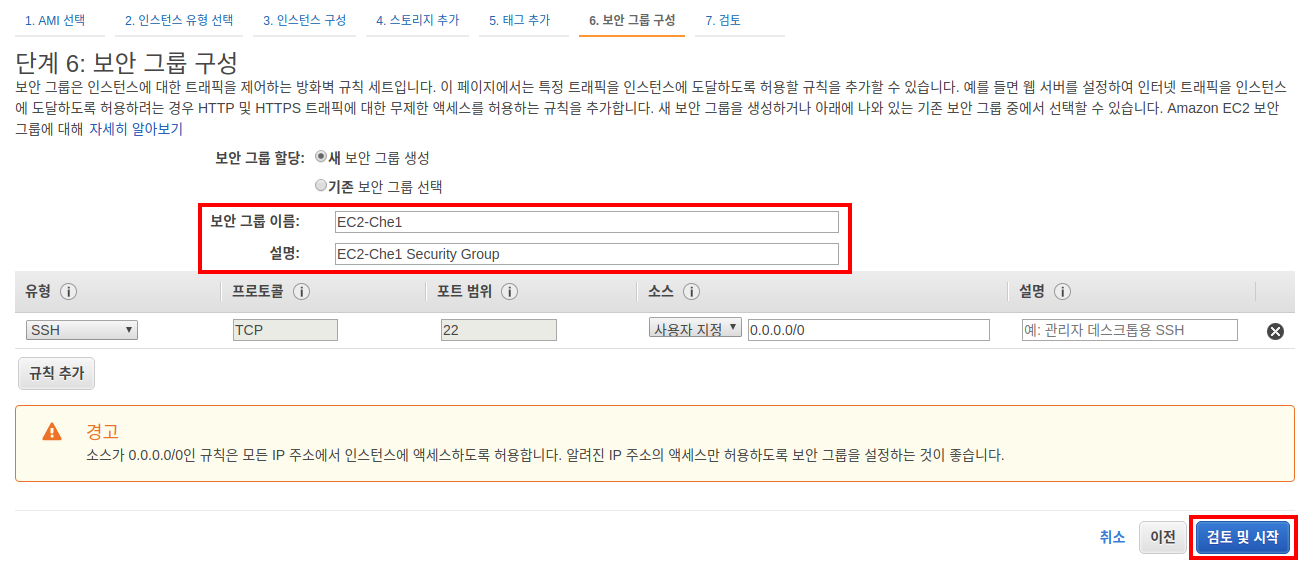 1. AMI 선택 2. 인스턴스 유형 선택 3. 인스턴스 구성 4. 스토리지 추가 5. 태그 추가 6. 보안 그룹 구성 7. 검토
단계 6: 보안 그룹 구성
보안 그룹은 인스턴스에 대한 트래픽을 제어하는 방화벽 규칙 세트입니다. 이 페이지에서는 특정 트래픽을 인스턴스에 도달하도록 허용할 규칙을 추가할 수 있습니다. 예를 들면 웹 서버를 설정하여 인터넷 트래픽을 인스턴스
에 도달하도록 허용하려는 경우 HTTP 및 HTTPS 트래픽에 대한 무제한 액세스를 허용하는 규칙을 추가합니다. 새 보안 그룹을 생성하거나 아래에 나와 있는 기존 보안 그룹 중에서 선택할 수 있습니다. Amazon EC2 보안
그룹에 대해 자세히 알아보기
보안 그룹 할당: 새 보안 그룹 생성
기존 보안 그룹 선택
보안 그룹 이름: EC2-Che1
설명: EC2-Che1 Security Group
유형 프로토콜 포트 범위 소스 설명
SSH TCP 22 사용자 지정 0.0.0.0/0 예: 관리자 데스크톱용 SSH
규칙 추가
경고
소스가 0.0.0.0/0인 규칙은 모든 IP 주소에서 인스턴스에 액세스하도록 허용합니다. 알려진 IP 주소의 액세스만 허용하도록 보안 그룹을 설정하는 것이 좋습니다.
취소 이전 검토 및 시작